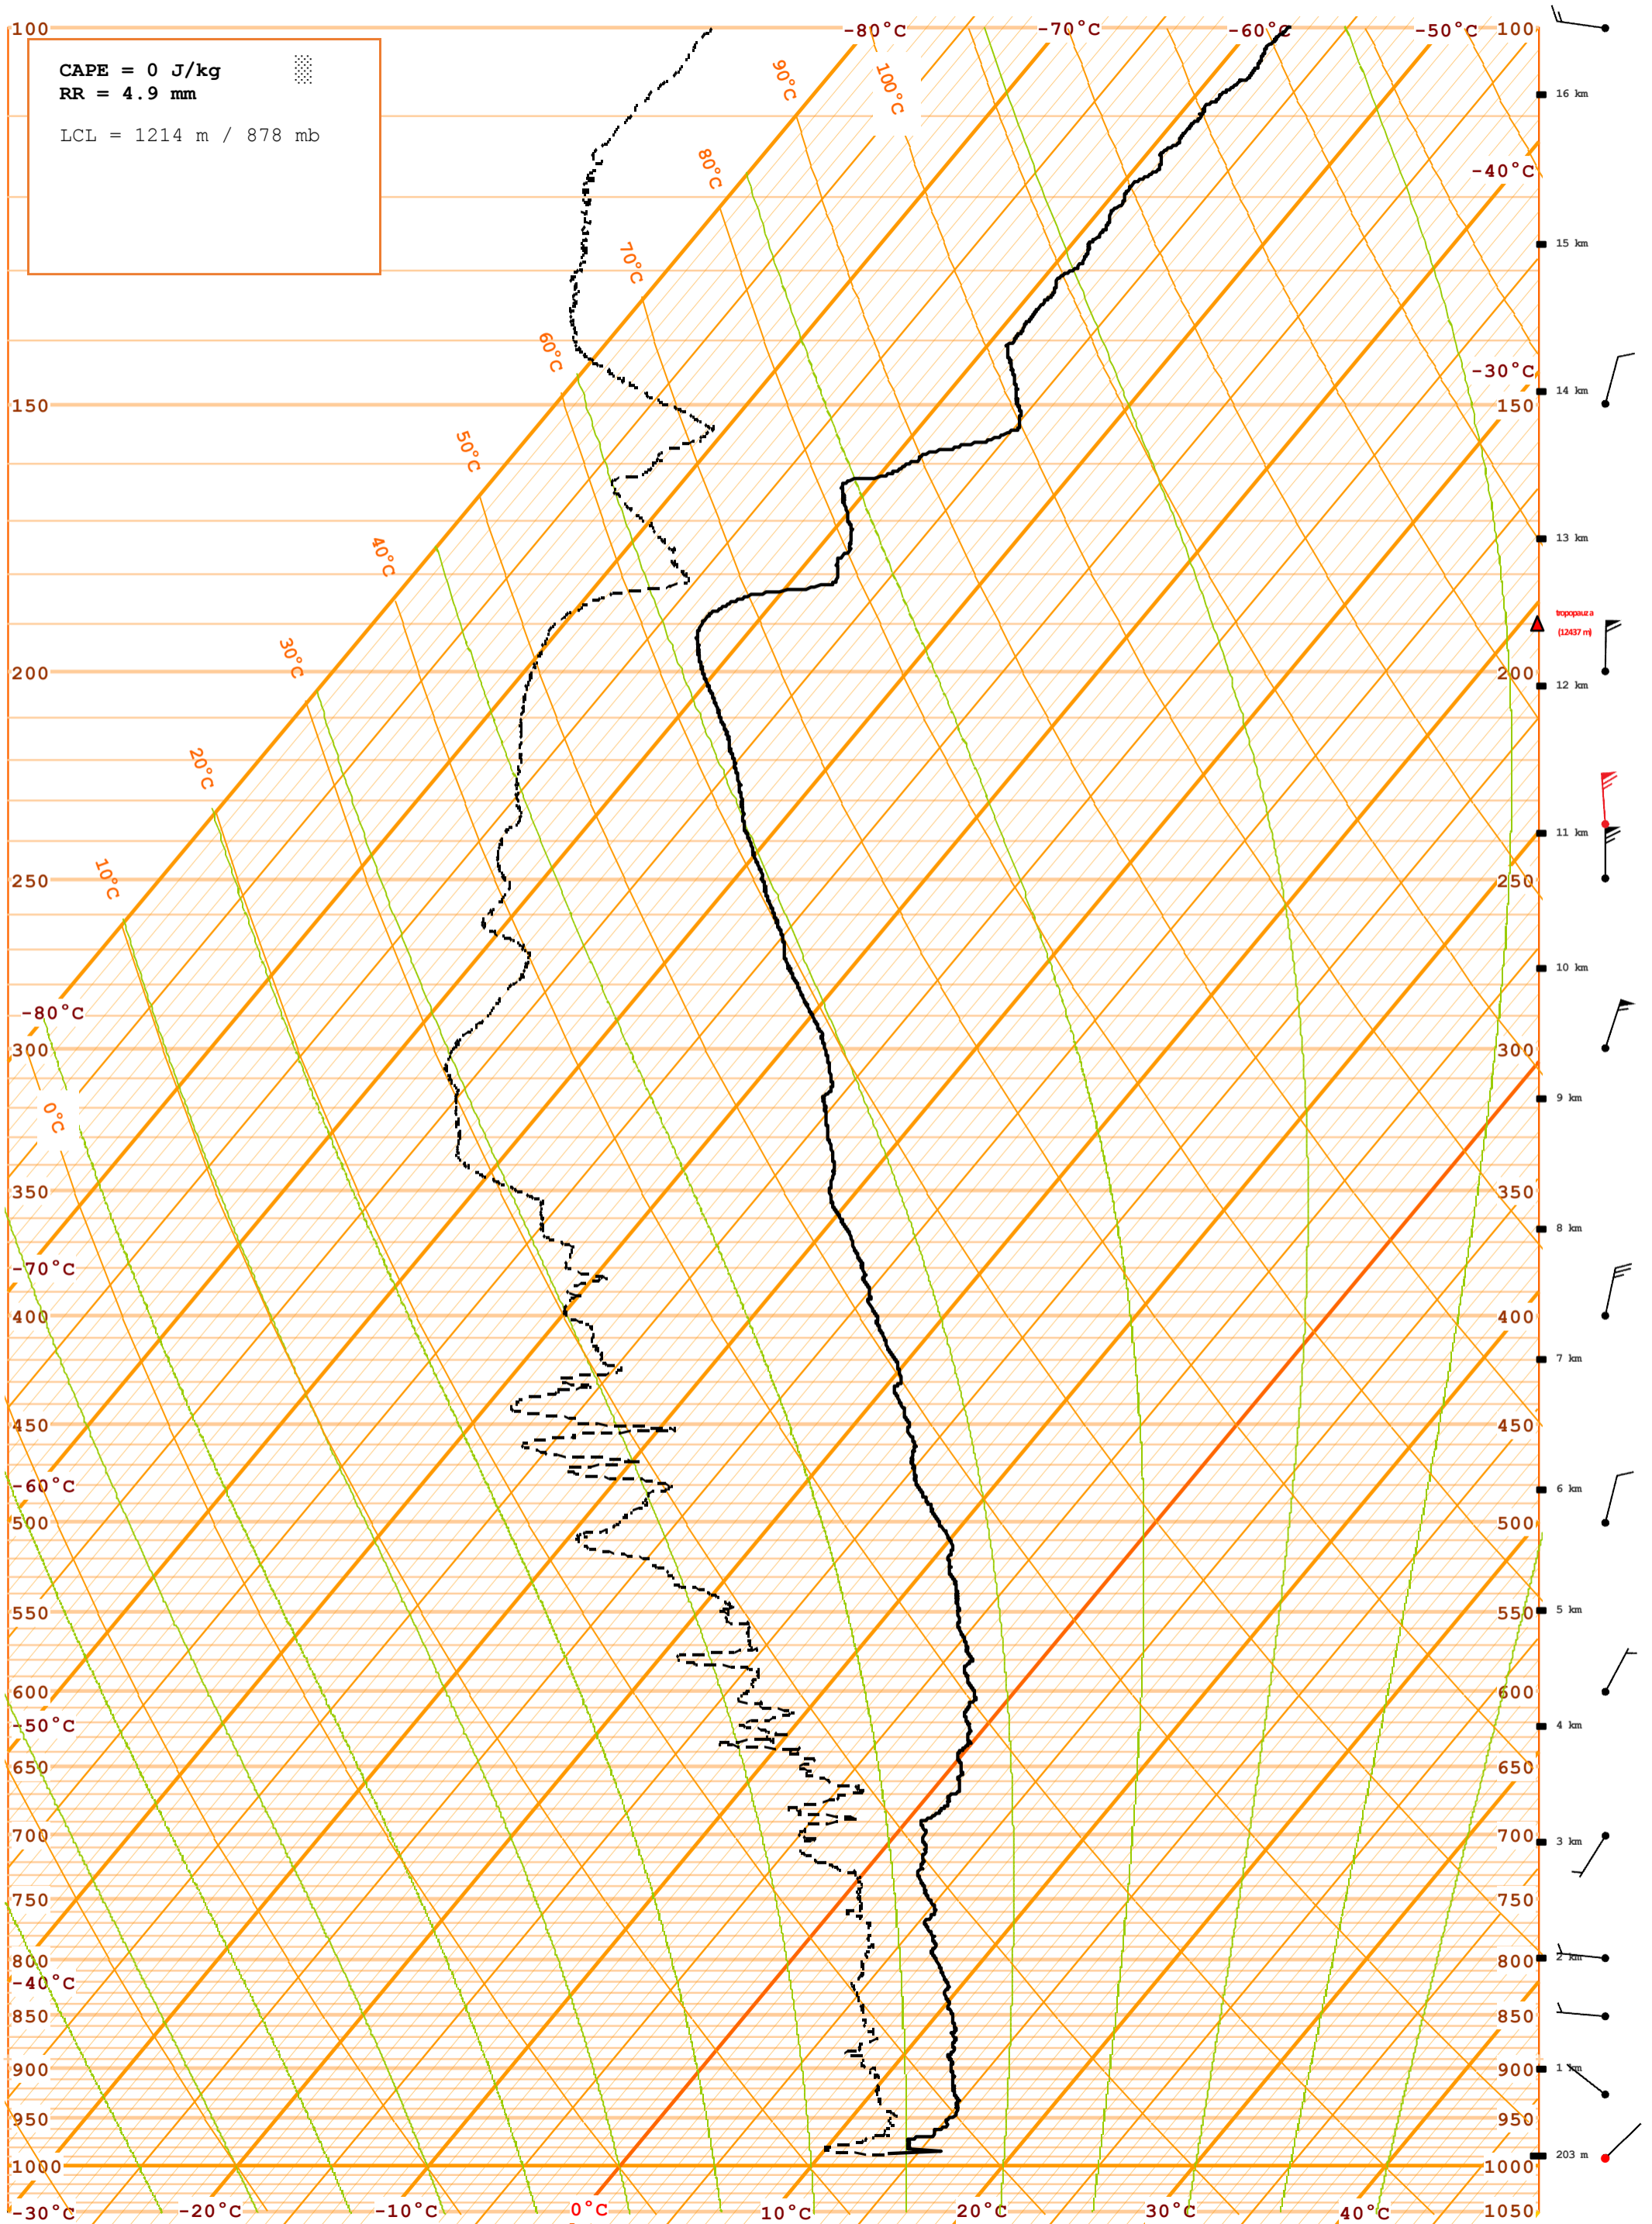 100
-80°C
-70°C
-60°C
-50°C
100
CAPE = 0 J/kg
RR = 4.9 mm
LCL = 1214 m / 878 mb
90°C
100°C
16 km
80°C
-40°C
70°C
15 km
60°C
-30°C
14 km
150
150
50°C
40°C
13 km
tropopauza
(12437 m)
30°C
200
200
12 km
20°C
11 km
10°C
250
250
10 km
-80°C
300
300
9 km
0°C
350
350
8 km
-70°C
400
400
7 km
450
450
-60°C
6 km
500
500
550
550
5 km
600
600
-50°C
4 km
650
650
700
700
3 km
750
750
800
800
2 km
-40°C
850
850
900
900
1 km
950
950
203 m
1000
1000
-30°C
-20°C
-10°C
0°C
10°C
20°C
30°C
40°C
1050